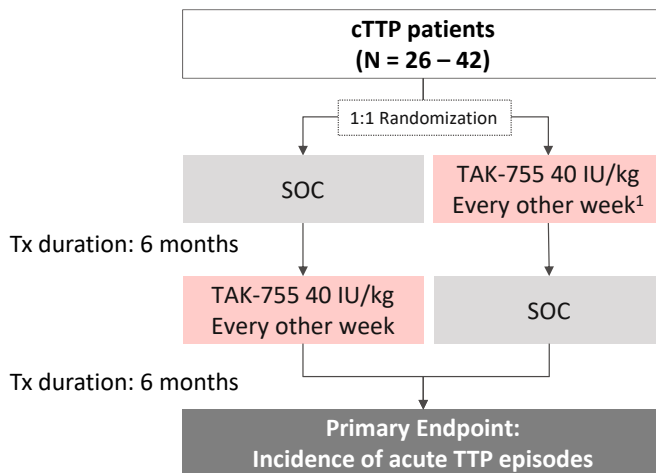 cTTP patients
(N = 26 – 42)
1:1 Randomization
SOC
TAK-755 40 IU/kg
Every other week¹
Tx duration: 6 months
TAK-755 40 IU/kg
Every other week
SOC
Tx duration: 6 months
Primary Endpoint:
Incidence of acute TTP episodes